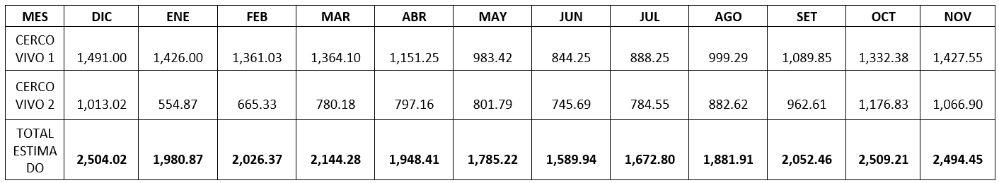 MES DIC ENE FEB MAR ABR MAY JUN JUL AGO SET OCT NOV
CERCO
VIVO 1 1,491.00 1,426.00 1,361.03 1,364.10 1,151.25 983.42 844.25 888.25 999.29 1,089.85 1,332.38 1,427.55
CERCO
VIVO 2 1,013.02 554.87 665.33 780.18 797.16 801.79 745.69 784.55 882.62 962.61 1,176.83 1,066.90
TOTAL
ESTIMA
DO 2,504.02 1,980.87 2,026.37 2,144.28 1,948.41 1,785.22 1,589.94 1,672.80 1,881.91 2,052.46 2,509.21 2,494.45